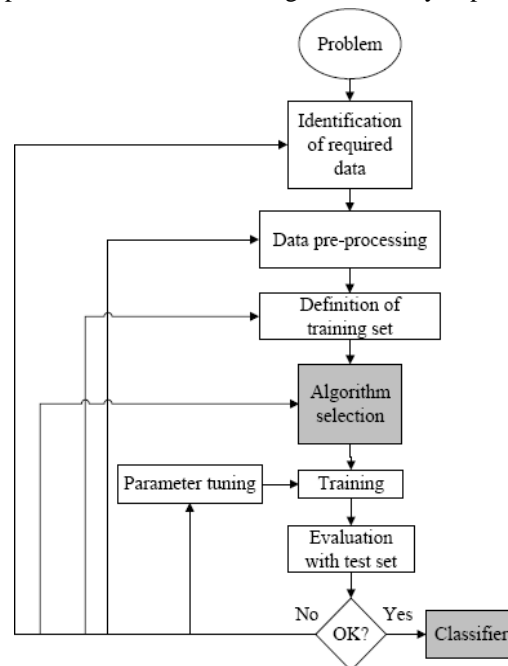 Problem
Identification
of required
data
Data pre-processing
Definition of
training set
Algorithm
selection
Parameter tuning
Training
Evaluation
with test set
No
OK?
Yes
Classifier